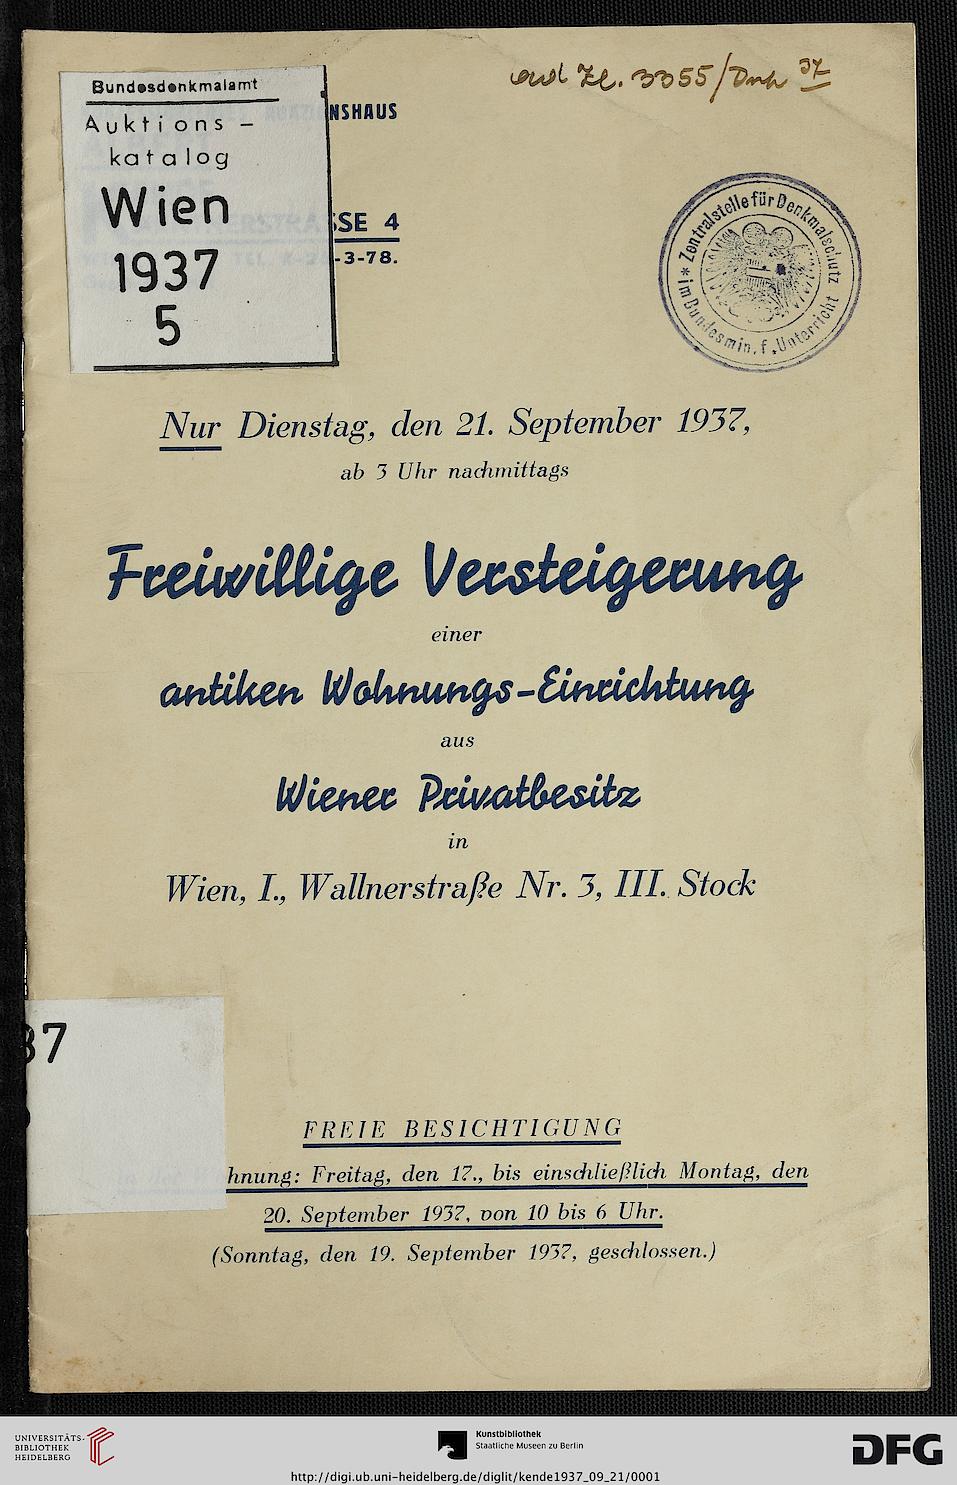 ad Zl. 3355/Dnk 37
Bundesdenkmalamt
Auktions-
katalog
Wien
1937
5
NSHAUS
SSE 4
-3-78.
Zentralstelle für Denkmalschutz
* im Bundesmin. f. Unterricht *
Nur Dienstag, den 21. September 1937,
ab 3 Uhr nachmittags
Freiwillige Versteigerung
einer
antiken Wohnungs-Einrichtung
aus
Wiener Privatbesitz
in
Wien, I., Wallnerstraße Nr. 3, III. Stock
37
FREIE BESICHTIGUNG
hnung: Freitag, den 17., bis einschließlich Montag, den
20. September 1937, von 10 bis 6 Uhr.
(Sonntag, den 19. September 1937, geschlossen.)
UNIVERSITÄTS-
BIBLIOTHEK
HEIDELBERG
Kunstbibliothek
Staatliche Museen zu Berlin
DFG
http://digi.ub.uni-heidelberg.de/diglit/kende1937_09_21/0001